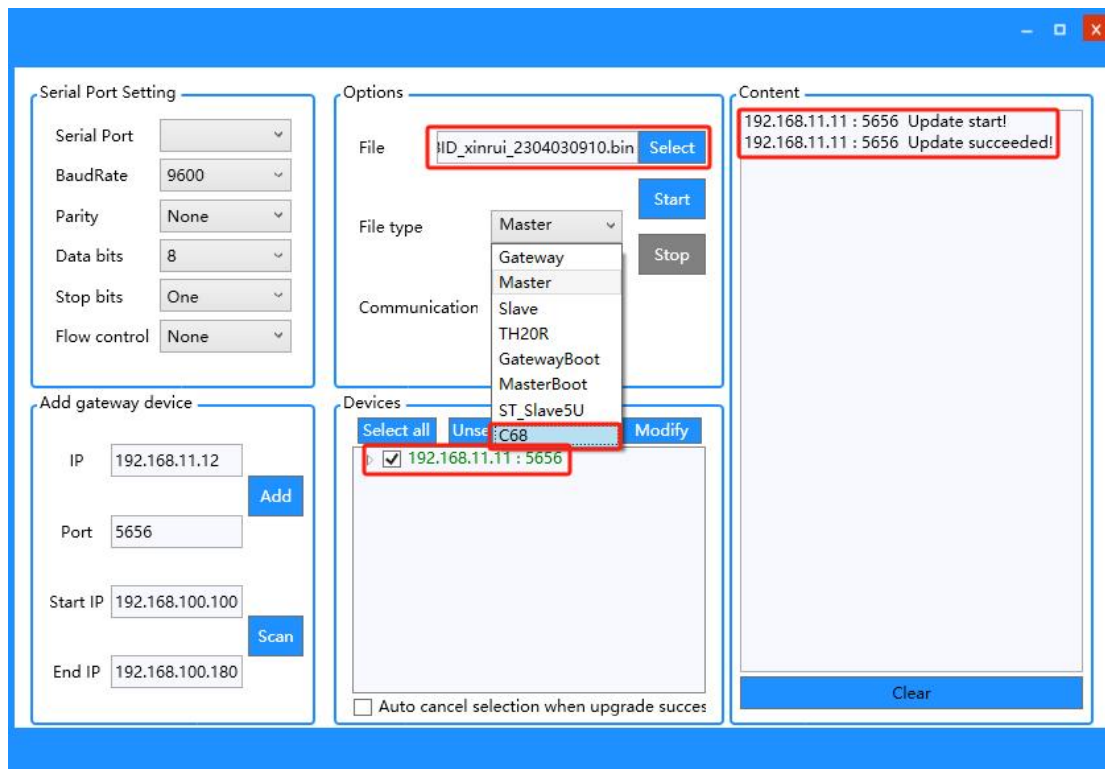 Serial Port Setting
Serial Port
BaudRate 9600
Parity None
Data bits 8
Stop bits One
Flow control None
Add gateway device
IP 192.168.11.12
Add
Port 5656
Start IP 192.168.100.100
Scan
End IP 192.168.100.180
Options
File ID_xinrui_2304030910.bin Select
Start
File type Master
Stop
Gateway
Master
Communication
Slave
TH20R
GatewayBoot
MasterBoot
ST_Slave5U
C68
Devices
Select all Unse Modify
192.168.11.11 : 5656
Auto cancel selection when upgrade succes
Content
192.168.11.11 : 5656 Update start!
192.168.11.11 : 5656 Update succeeded!
Clear